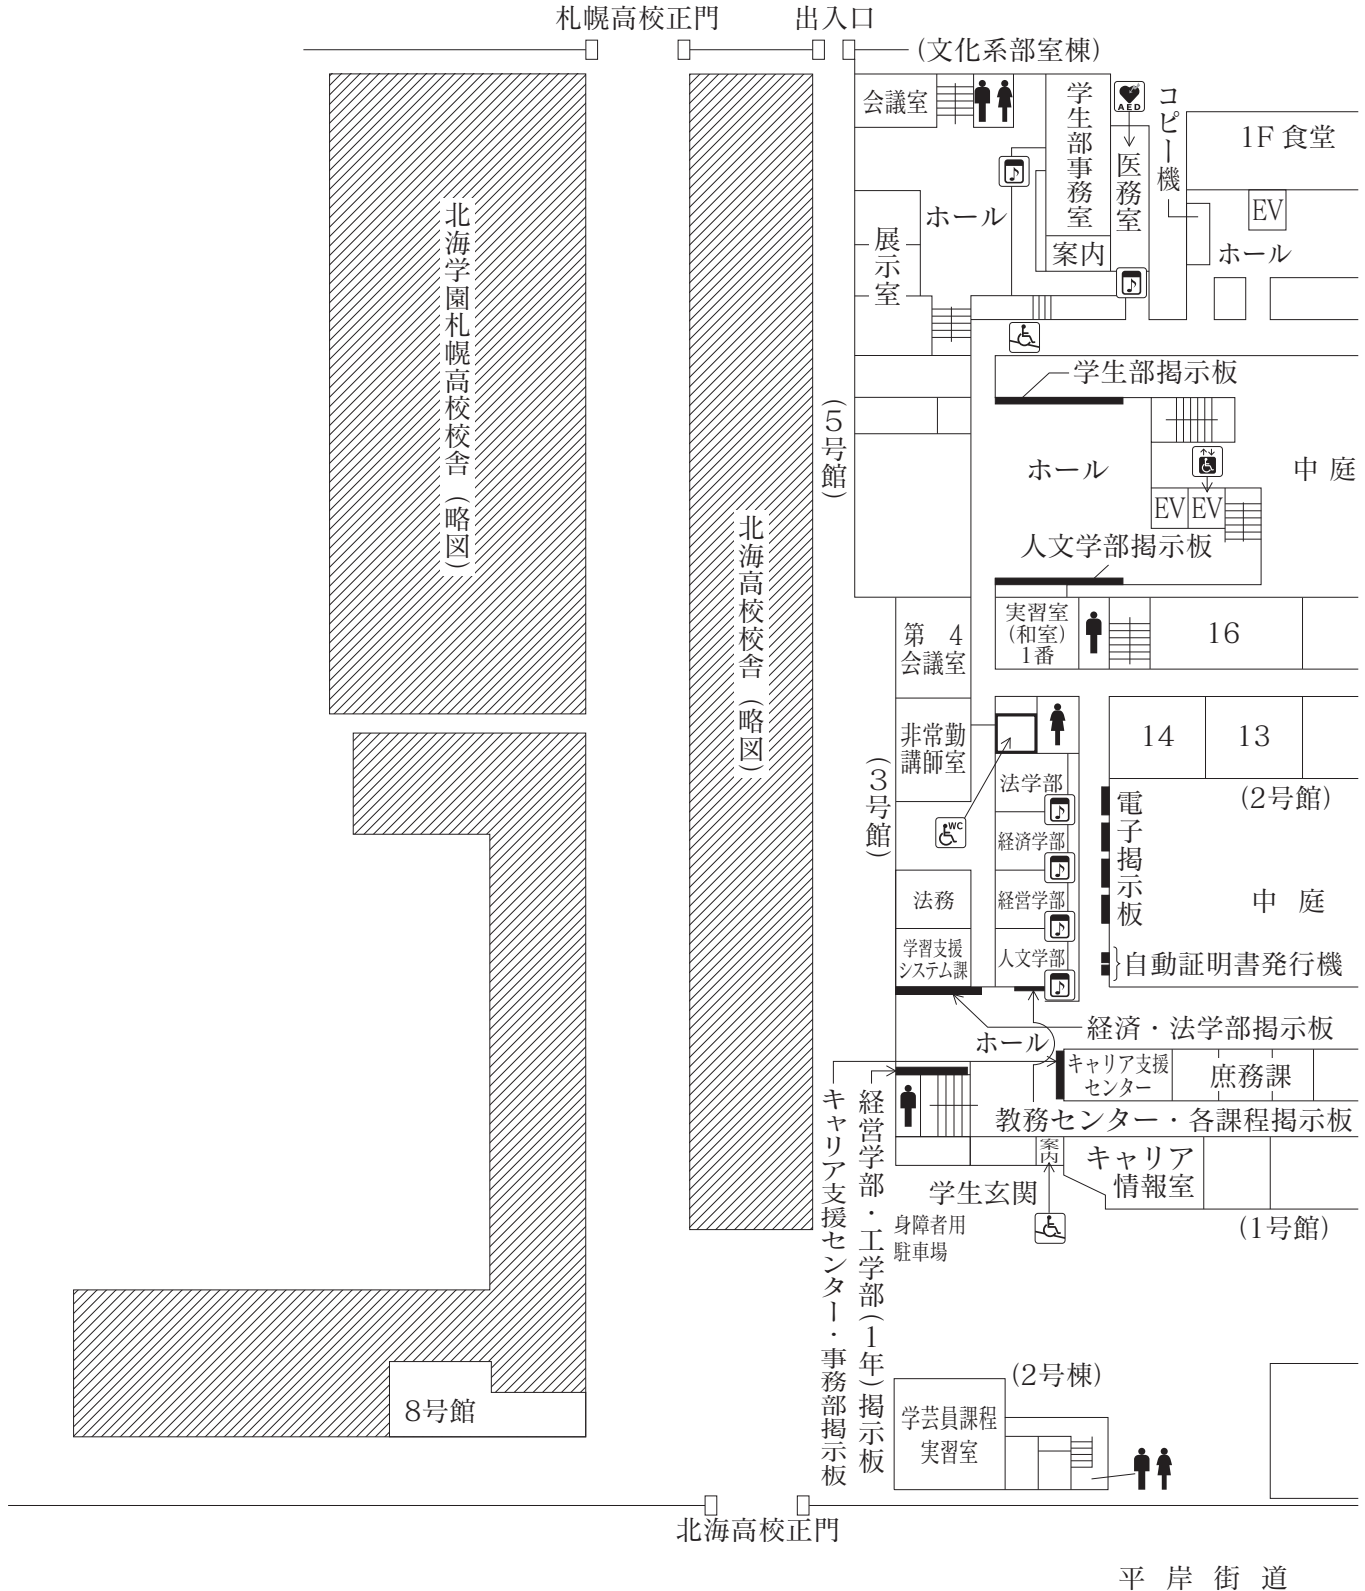 札幌高校正門
出入口
(文化系部室棟)
会議室
学生部事務室
AED
コピー機
1F 食堂
医務室
北海学園札幌高校校舎（略図）
ホール
EV
展示室
案内
ホール
学生部掲示板
(5号館)
ホール
中庭
EV
EV
北海高校校舎（略図）
人文学部掲示板
第4
会議室
実習室
(和室)
1番
16
非常勤
講師室
14
13
(3号館)
法学部
電子掲示板
(2号館)
WC
経済学部
法務
経営学部
中庭
学習支援
システム課
人文学部
自動証明書発行機
経済・法学部掲示板
ホール
キャリア支援
センター
庶務課
キャリア支援センター・事務部掲示板
経営学部・工学部(1年)掲示板
教務センター・各課程掲示板
案内
キャリア
情報室
学生玄関
身障者用
駐車場
(1号館)
(2号棟)
8号館
学芸員課程
実習室
北海高校正門
平岸街道